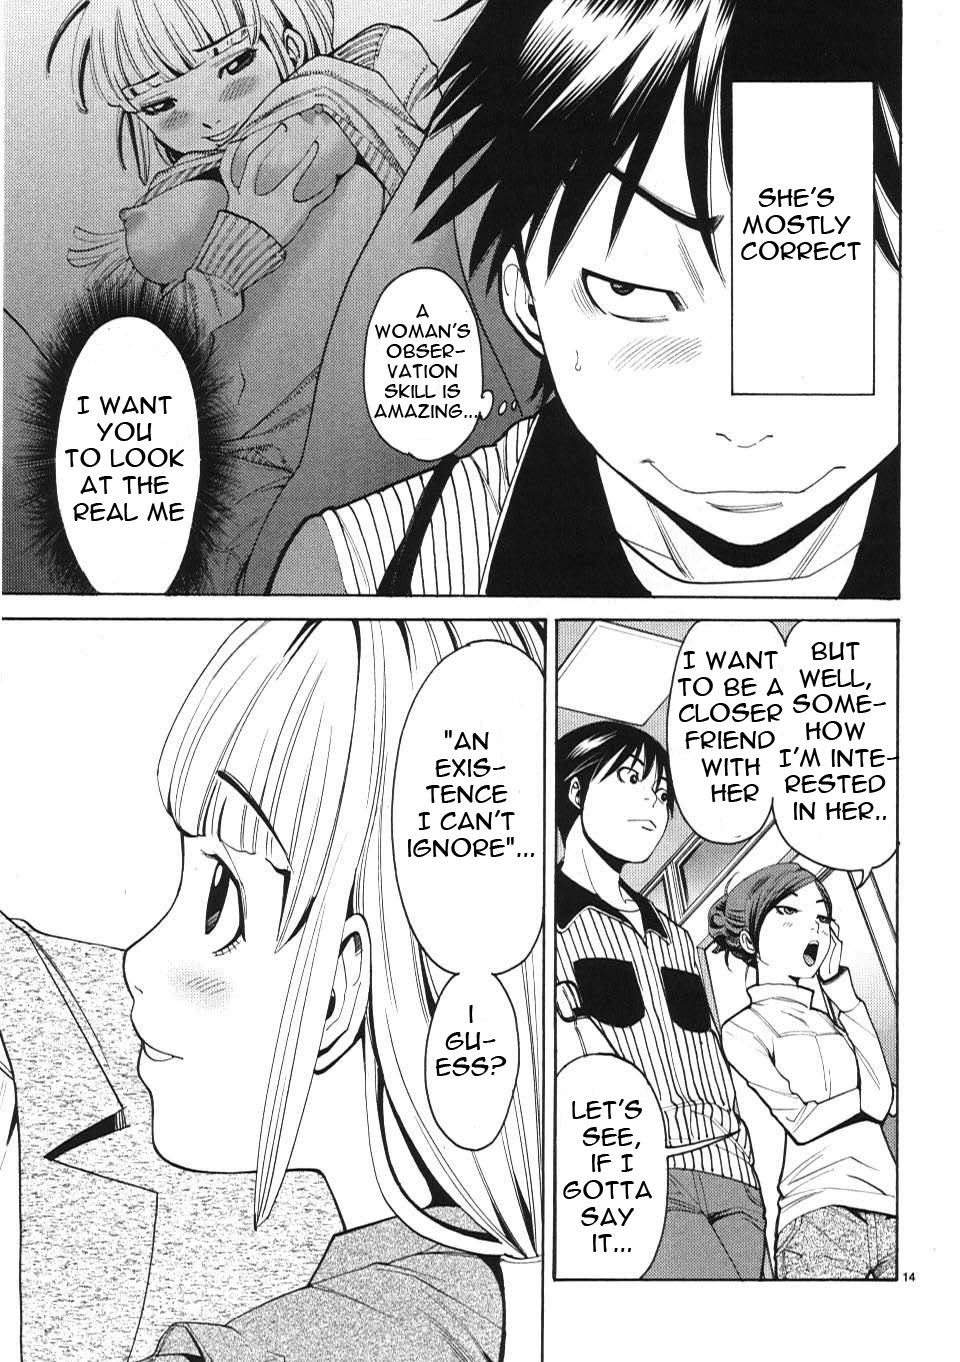 SHE'S
MOSTLY
CORRECT
A
WOMAN'S
OBSER-
VATION
SKILL IS
AMAZING...
I WANT
YOU
TO LOOK
AT THE
REAL ME
BUT
WELL,
SOME-
HOW
I'M INTE-
RESTED
IN HER..
I WANT
TO BE A
CLOSER
FRIEND
WITH
HER
LET'S
SEE,
IF I
GOTTA
SAY
IT...
"AN
EXIS-
TENCE
I CAN'T
IGNORE"...
I
GU-
ESS?
14